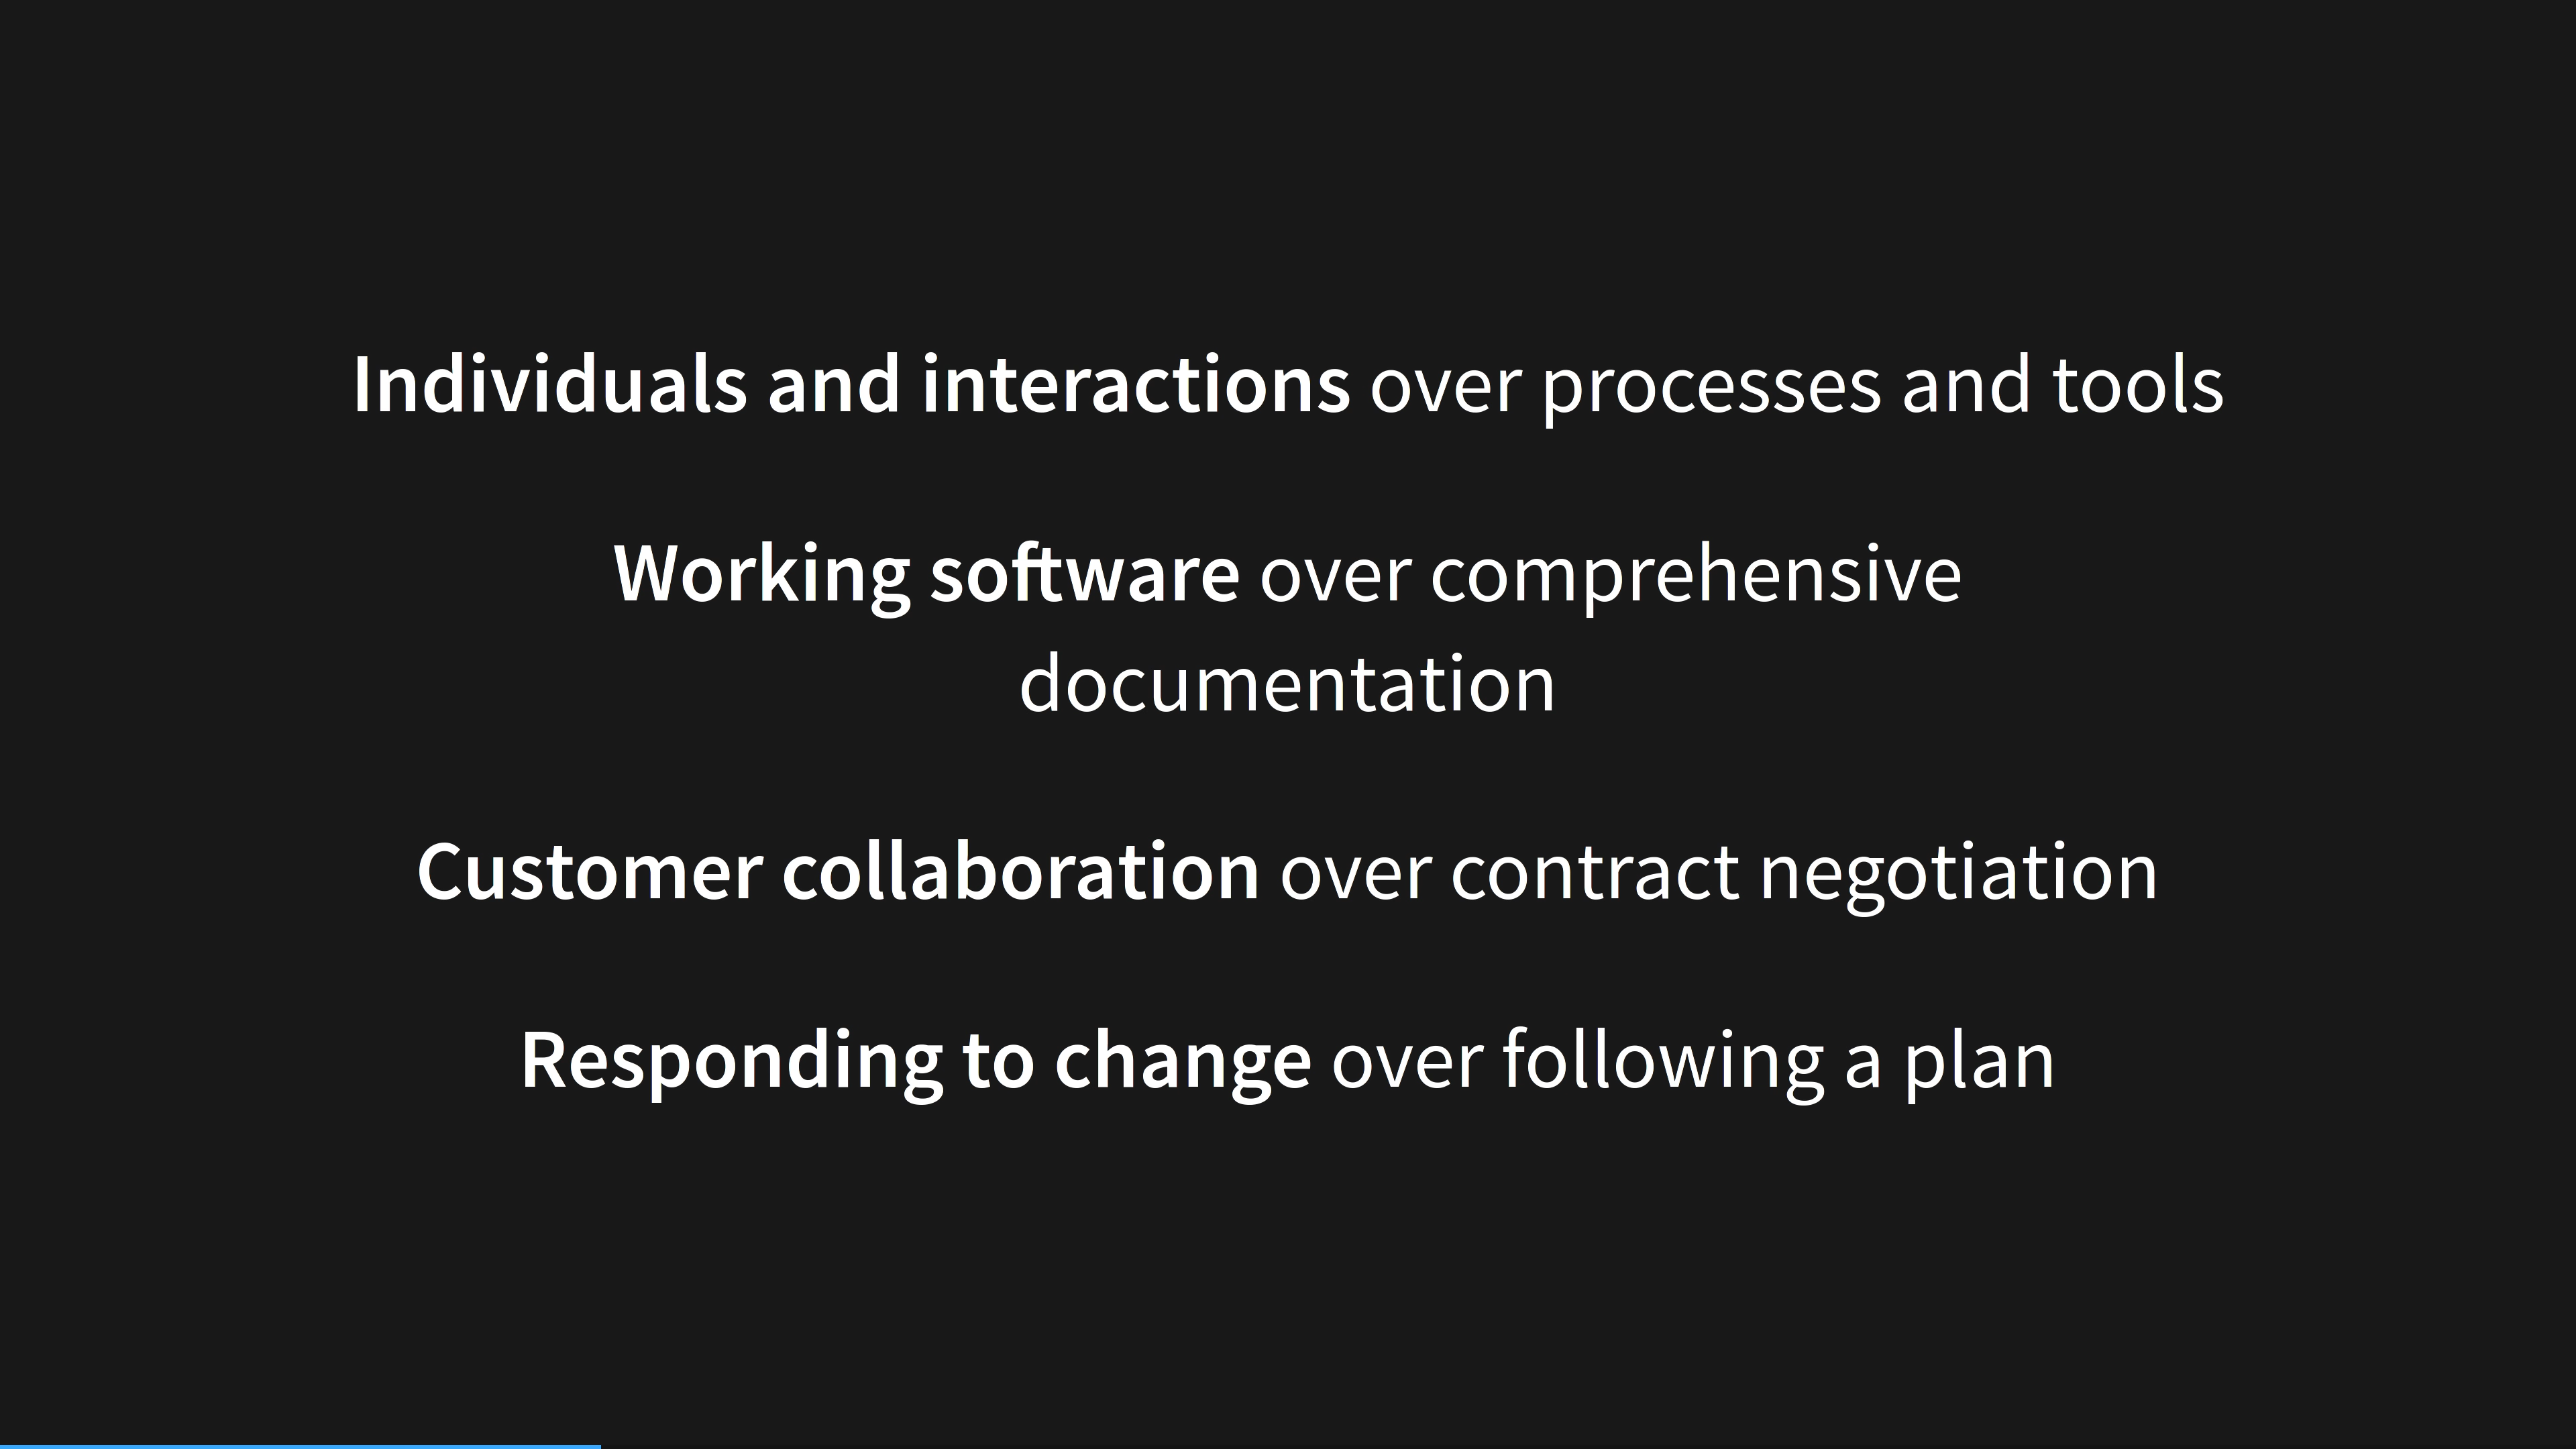 Individuals and interactions over processes and tools
Working software over comprehensive
documentation
Customer collaboration over contract negotiation
Responding to change over following a plan